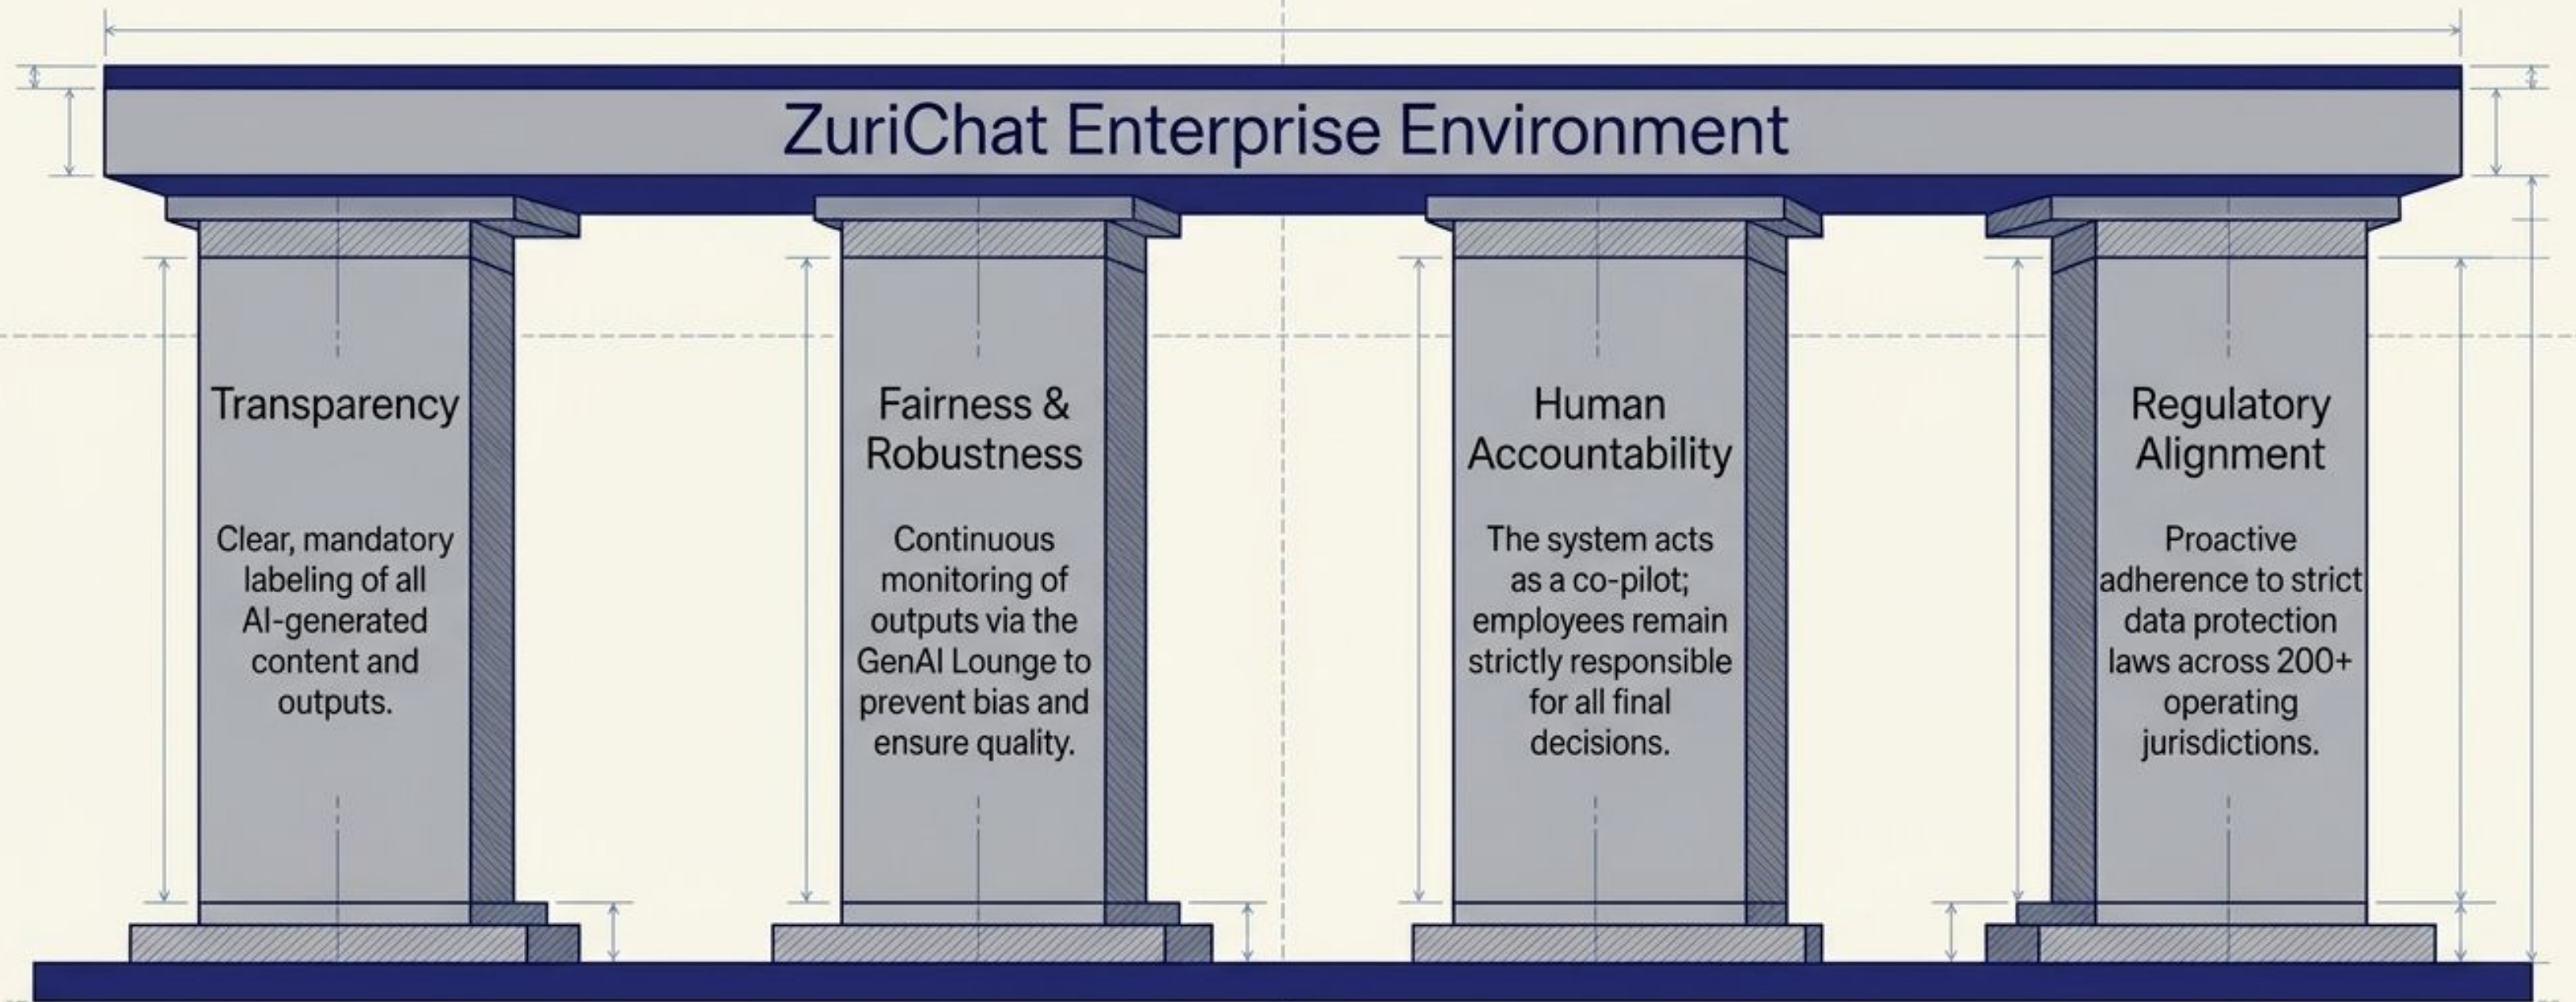 ZuriChat Enterprise Environment
Transparency
Clear, mandatory
labeling of all
AI-generated
content and
outputs.
Fairness &
Robustness
Continuous
monitoring of
outputs via the
GenAI Lounge to
prevent bias and
ensure quality.
Human
Accountability
The system acts
as a co-pilot;
employees remain
strictly responsible
for all final
decisions.
Regulatory
Alignment
Proactive
adherence to strict
data protection
laws across 200+
operating
jurisdictions.